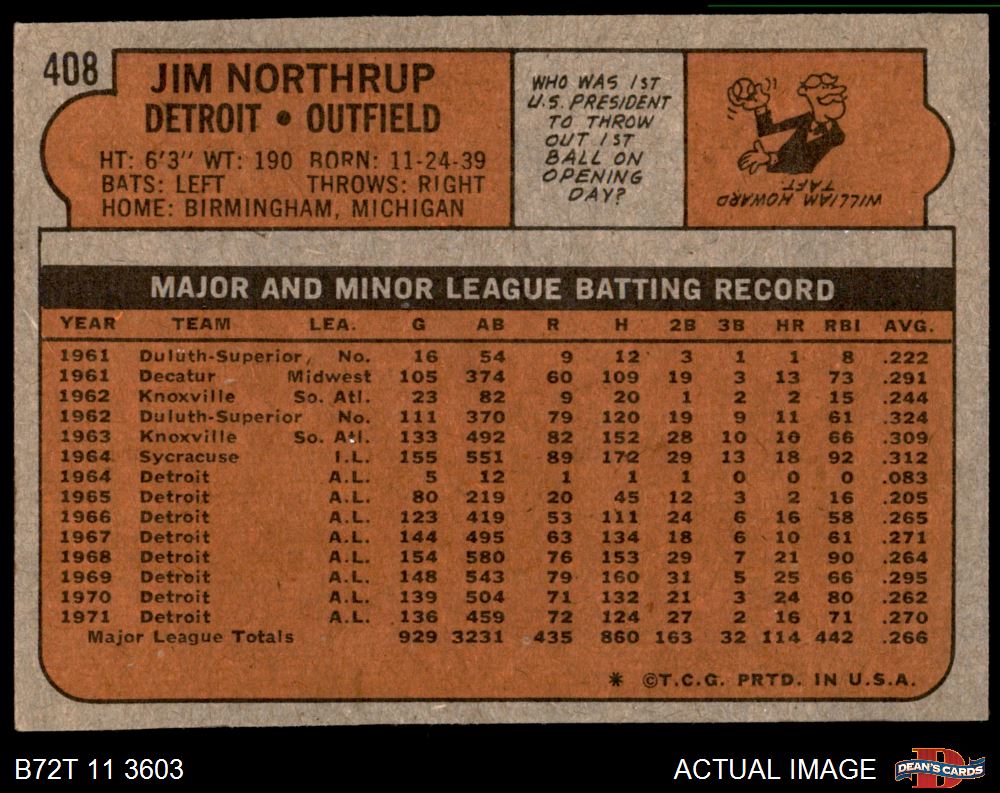 408
JIM NORTHRUP
DETROIT • OUTFIELD
HT: 6'3" WT: 190 BORN: 11-24-39
BATS: LEFT THROWS: RIGHT
HOME: BIRMINGHAM, MICHIGAN
WHO WAS 1ST
U.S. PRESIDENT
TO THROW
OUT 1ST
BALL ON
OPENING
DAY?
WILLIAM HOWARD
TAFT.
MAJOR AND MINOR LEAGUE BATTING RECORD
YEAR TEAM LEA. G AB R H 2B 3B HR RBI AVG.
1961 Duluth-Superior, No. 16 54 9 12 3 1 1 8 .222
1961 Decatur Midwest 105 374 60 109 19 3 13 73 .291
1962 Knoxville So. Atl. 23 82 9 20 1 2 2 15 .244
1962 Duluth-Superior No. 111 370 79 120 19 9 11 61 .324
1963 Knoxville So. Atl. 133 492 82 152 28 10 10 66 .309
1964 Sycracuse I.L. 155 551 89 172 29 13 18 92 .312
1964 Detroit A.L. 5 12 1 1 1 0 0 0 .083
1965 Detroit A.L. 80 219 20 45 12 3 2 16 .205
1966 Detroit A.L. 123 419 53 111 24 6 16 58 .265
1967 Detroit A.L. 144 495 63 134 18 6 10 61 .271
1968 Detroit A.L. 154 580 76 153 29 7 21 90 .264
1969 Detroit A.L. 148 543 79 160 31 5 25 66 .295
1970 Detroit A.L. 139 504 71 132 21 3 24 80 .262
1971 Detroit A.L. 136 459 72 124 27 2 16 71 .270
Major League Totals 929 3231 435 860 163 32 114 442 .266
* ©T.C.G. PRTD. IN U.S.A.
B72T 11 3603
ACTUAL IMAGE
DEAN'S CARDS